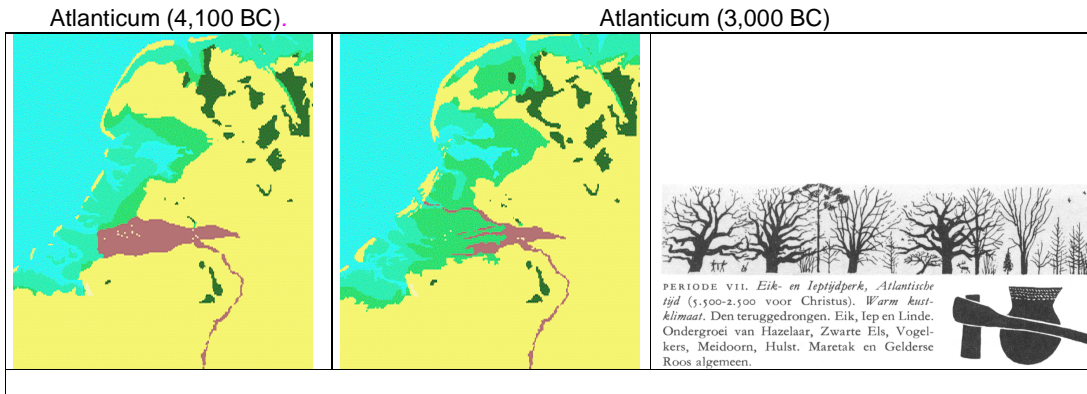 Atlanticum (4,100 BC).
Atlanticum (3,000 BC)
PERIODE VII. Eik- en Ieptijdperk, Atlantische
tijd (5.500-2.500 voor Christus). Warm kust-
klimaat. Den teruggedrongen. Eik, Iep en Linde.
Ondergroei van Hazelaar, Zwarte Els, Vogel-
kers, Meidoorn, Hulst. Maretak en Gelderse
Roos algemeen.